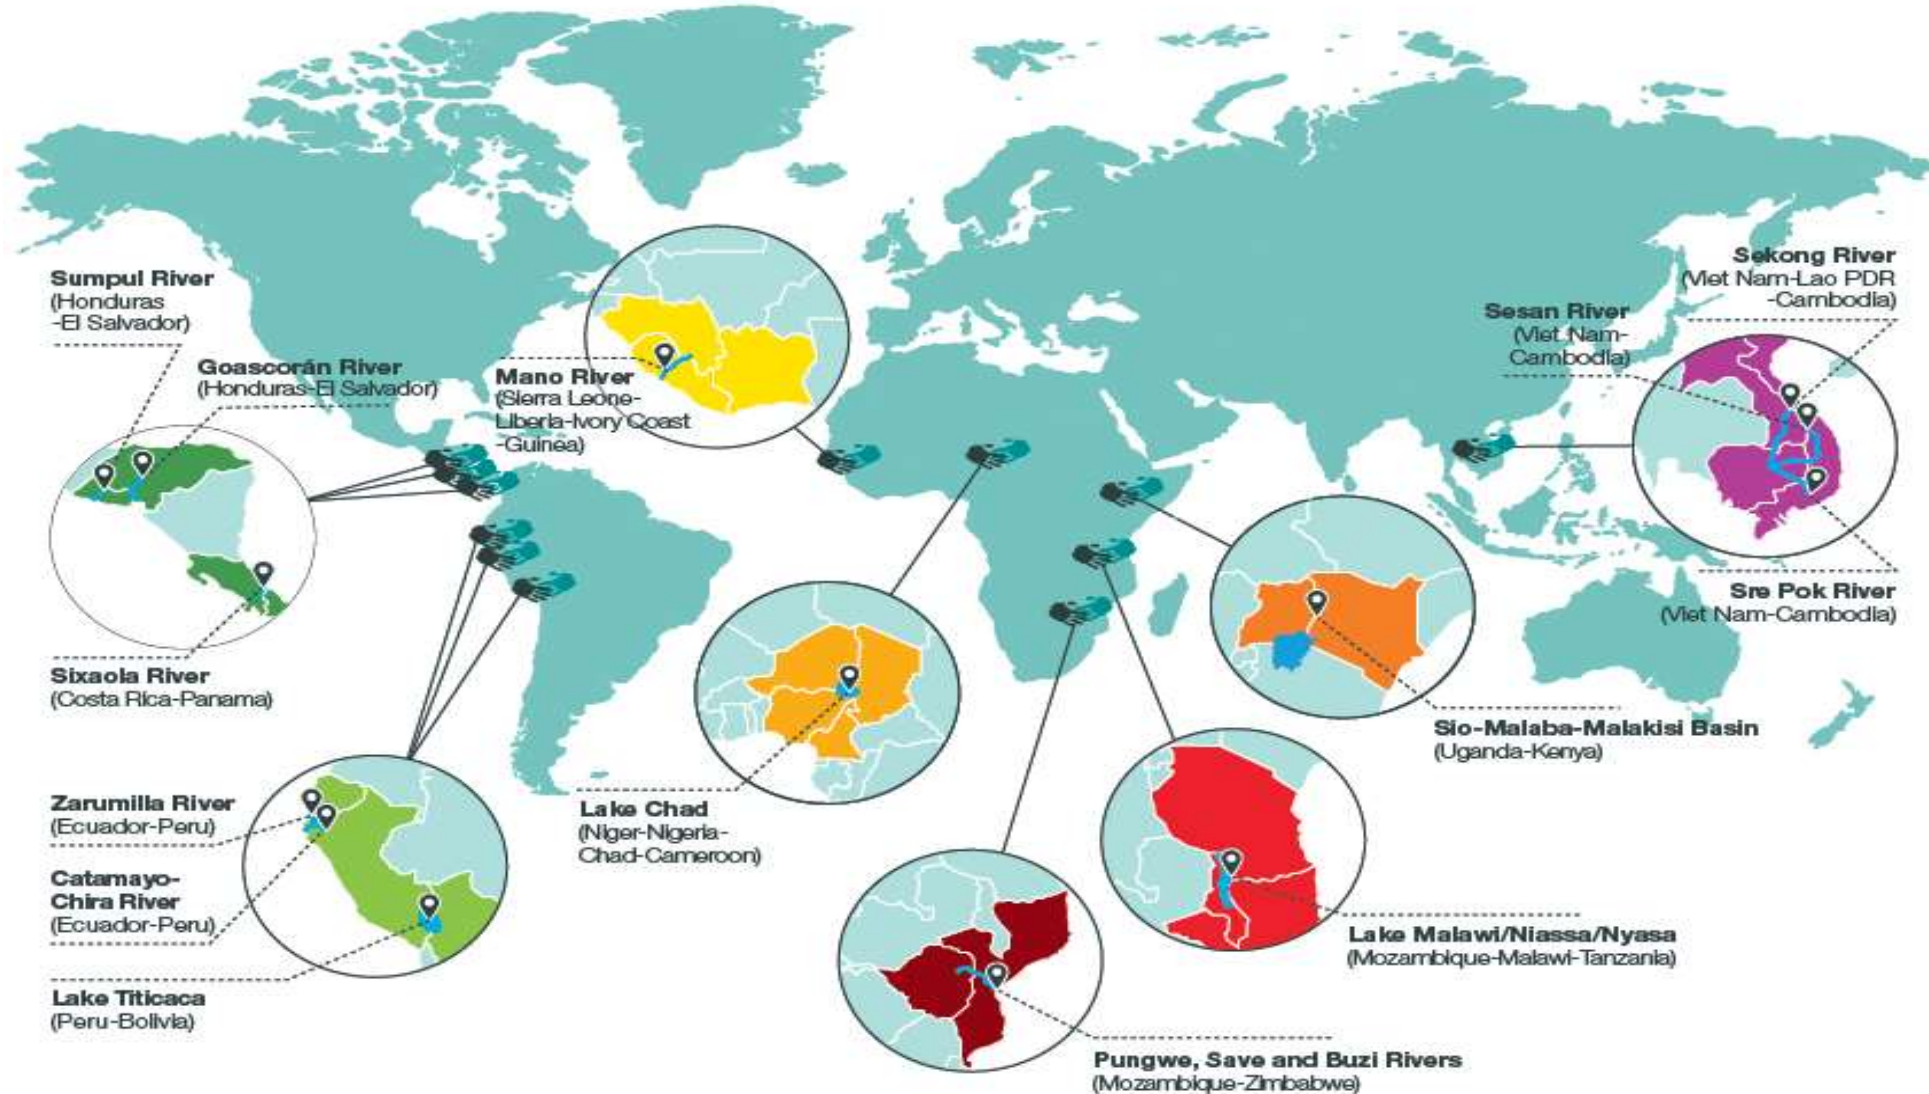 Sumpul River
(Honduras
-El Salvador)
Goascorán River
(Honduras-El Salvador)
Mano River
(Sierra Leone-
Liberia-Ivory Coast
-Guinea)
Sekong River
(Viet Nam-Lao PDR
-Cambodia)
Sesan River
(Viet Nam-
Cambodia)
Sre Pok River
(Viet Nam-Cambodia)
Sixaola River
(Costa Rica-Panama)
Zarumilla River
(Ecuador-Peru)
Catamayo-
Chira River
(Ecuador-Peru)
Lake Titicaca
(Peru-Bolivia)
Lake Chad
(Niger-Nigeria-
Chad-Cameroon)
Sio-Malaba-Malakisi Basin
(Uganda-Kenya)
Lake Malawi/Niassa/Nyasa
(Mozambique-Malawi-Tanzania)
Pungwe, Save and Buzi Rivers
(Mozambique-Zimbabwe)